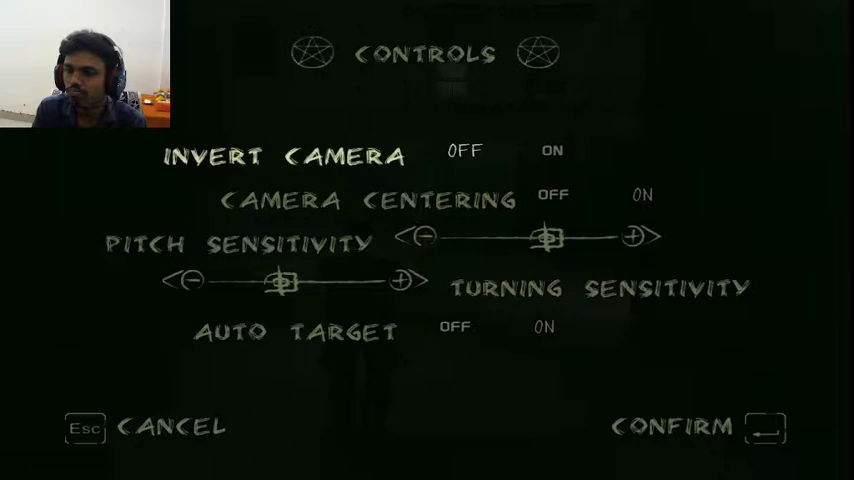 CONTROLS
INVERT CAMERA OFF ON
CAMERA CENTERING OFF ON
PITCH SENSITIVITY
TURNING SENSITIVITY
AUTO TARGET OFF ON
Esc CANCEL CONFIRM